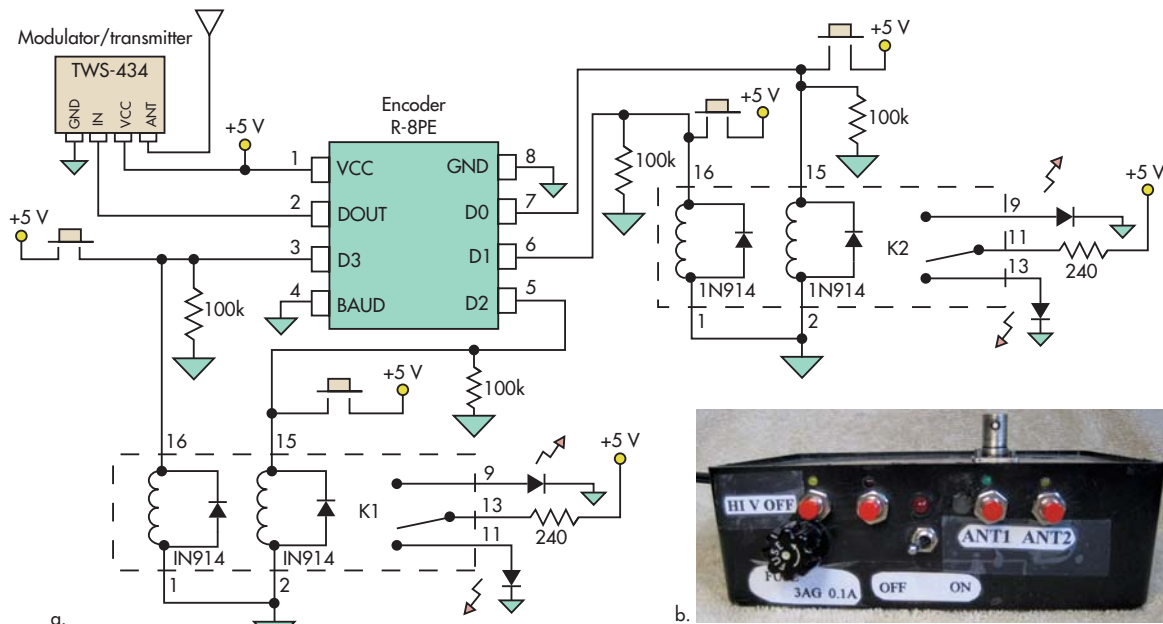 Modulator/transmitter
TWS-434
GND
IN
VCC
ANT
+5 V
Encoder
R-8PE
1
VCC
2
DOUT
3
D3
4
BAUD
GND
8
D0
7
D1
6
D2
5
+5 V
100k
+5 V
100k
+5 V
100k
16
15
1N914
1N914
1
2
K2
9
11
13
240
+5 V
100k
+5 V
16
15
IN914
IN914
1
2
K1
9
13
11
240
+5 V
a.
b.
HI V OFF
ANT1 ANT2
FUSE
3AG 0.1A
OFF ON